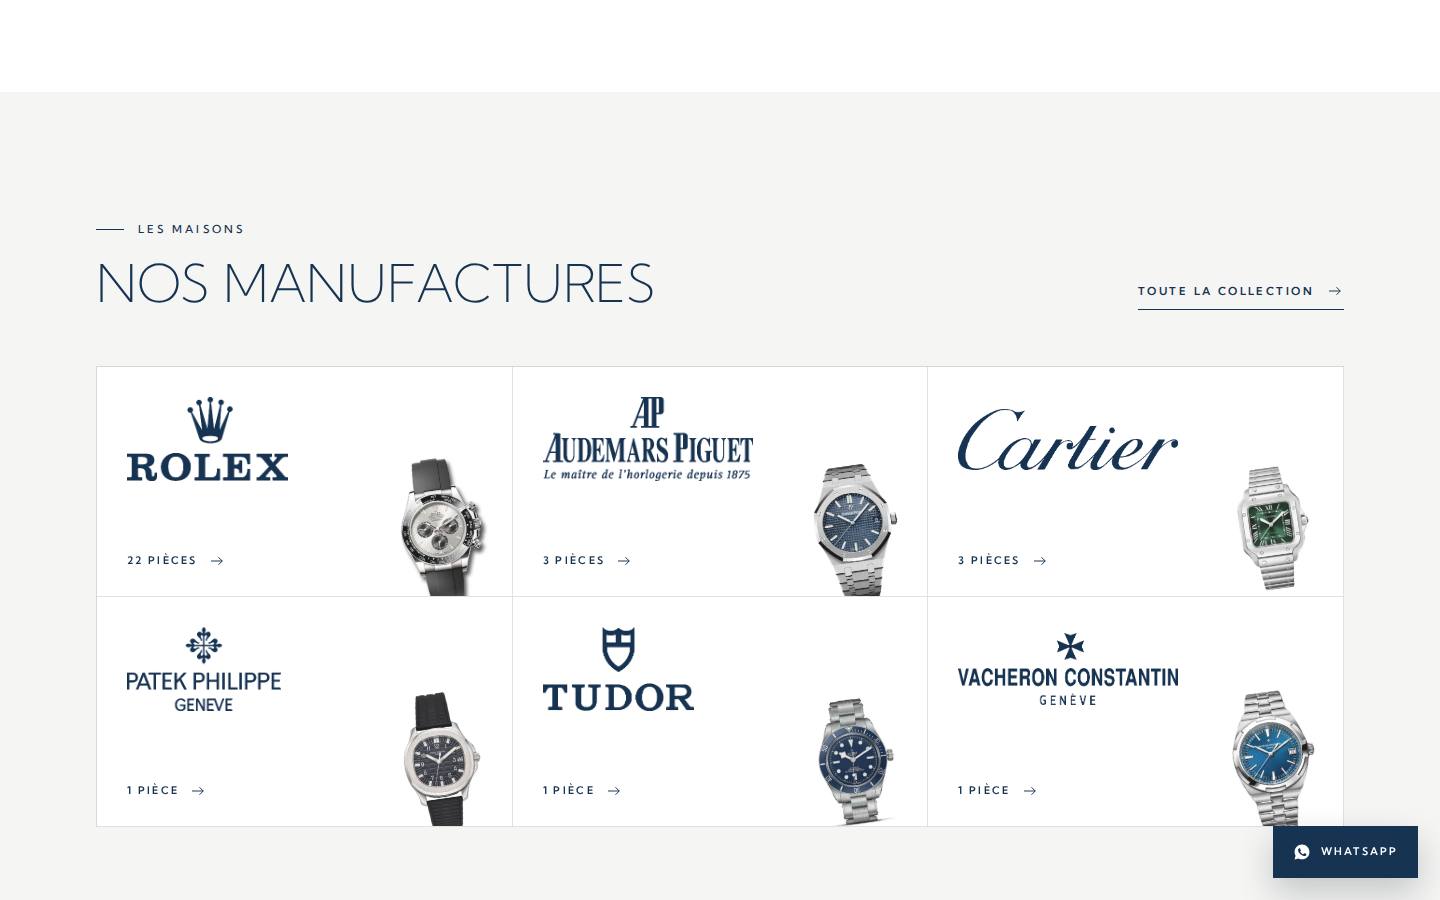 LES MAISONS
NOS MANUFACTURES
TOUTE LA COLLECTION
ROLEX
22 PIÈCES
AP
AUDEMARS PIGUET
Le maître de l'horlogerie depuis 1875
3 PIÈCES
Cartier
3 PIÈCES
PATEK PHILIPPE
GENEVE
1 PIÈCE
TUDOR
1 PIÈCE
VACHERON CONSTANTIN
GENÈVE
1 PIÈCE
WHATSAPP